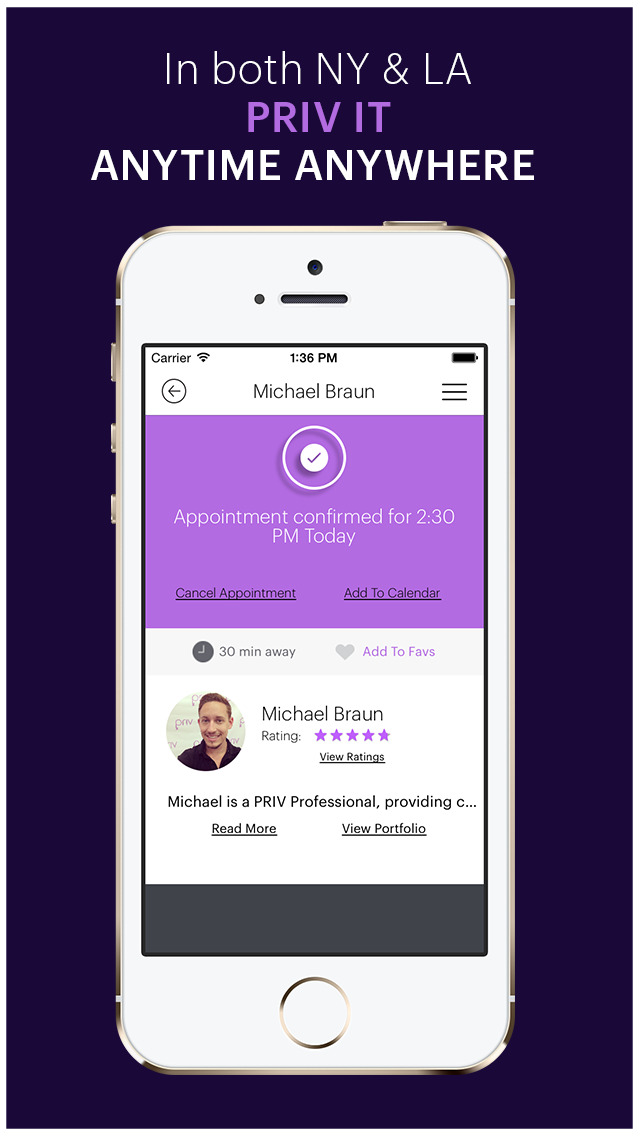 In both NY & LA
PRIV IT
ANYTIME ANYWHERE
Carrier 1:36 PM
Michael Braun
Appointment confirmed for 2:30
PM Today
Cancel Appointment Add To Calendar
30 min away Add To Favs
priv
Michael Braun
Rating:
View Ratings
Michael is a PRIV Professional, providing c...
Read More View Portfolio